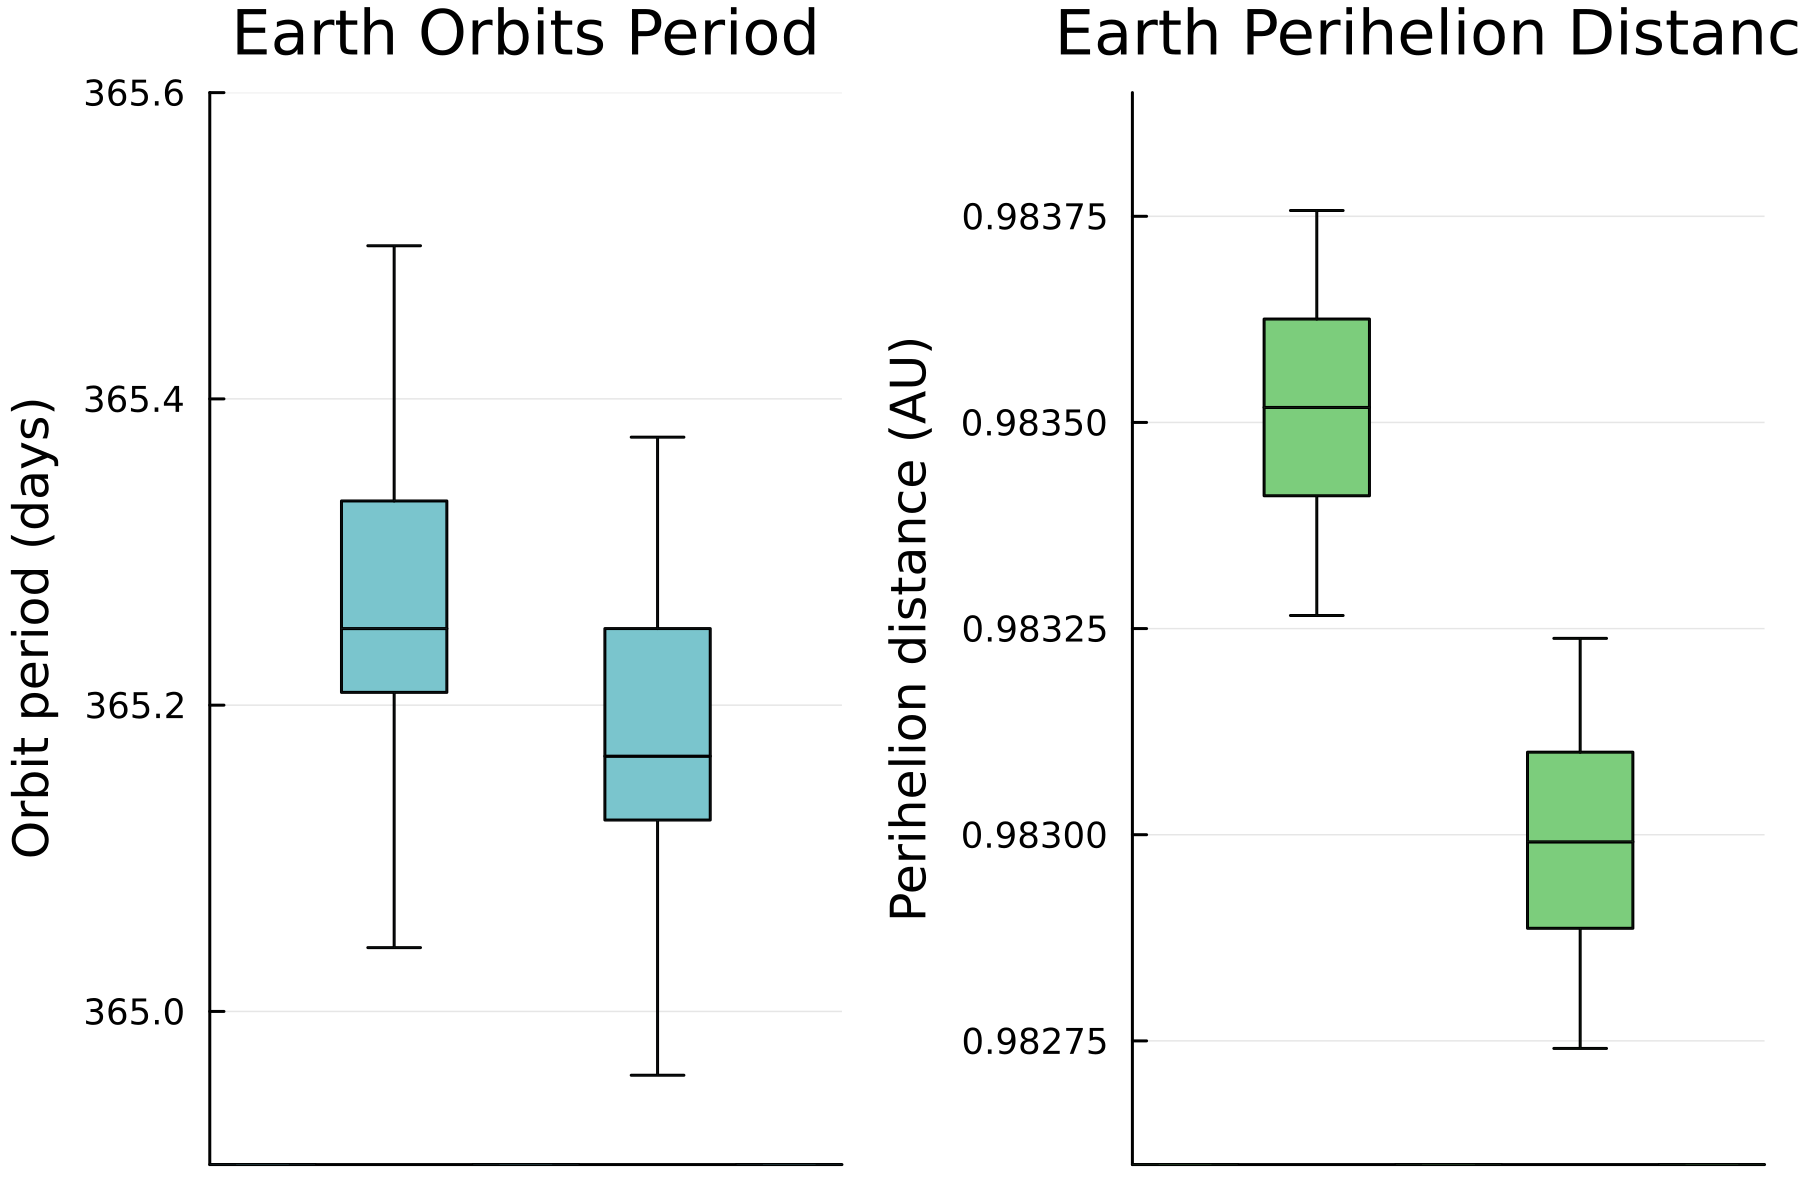 Earth Orbits Period
Orbit period (days)
365.6
365.4
365.2
365.0
Earth Perihelion Distanc
Perihelion distance (AU)
0.98375
0.98350
0.98325
0.98300
0.98275